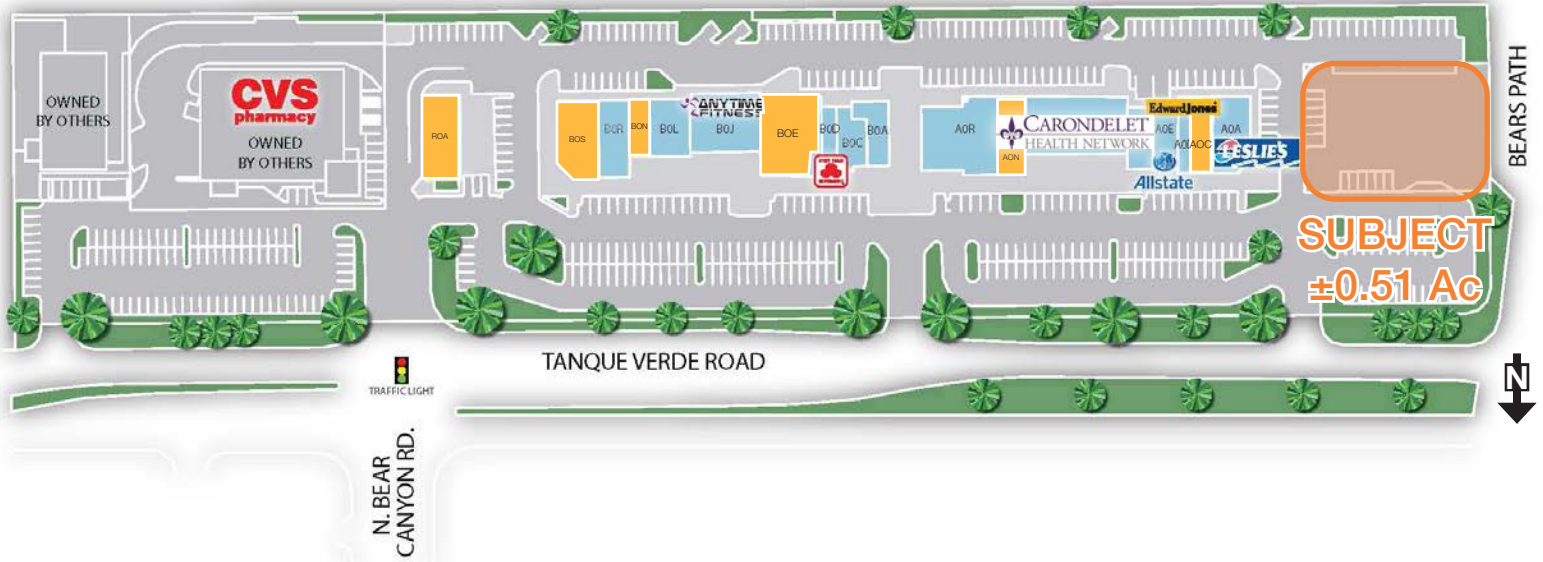 OWNED
BY OTHERS
CVS
pharmacy
OWNED
BY OTHERS
ROA
BOS
BOR
BON
BOL
ANYTIME
FITNESS
BOJ
BOE
BOD
BOC
BOA
AOR
CARONDELET
HEALTH NETWORK
AON
Edward Jones
AOE
AOC
AOA
LESLIE'S
Allstate
BEARS PATH
SUBJECT
±0.51 Ac
TANQUE VERDE ROAD
TRAFFIC LIGHT
N. BEAR
CANYON RD.
N